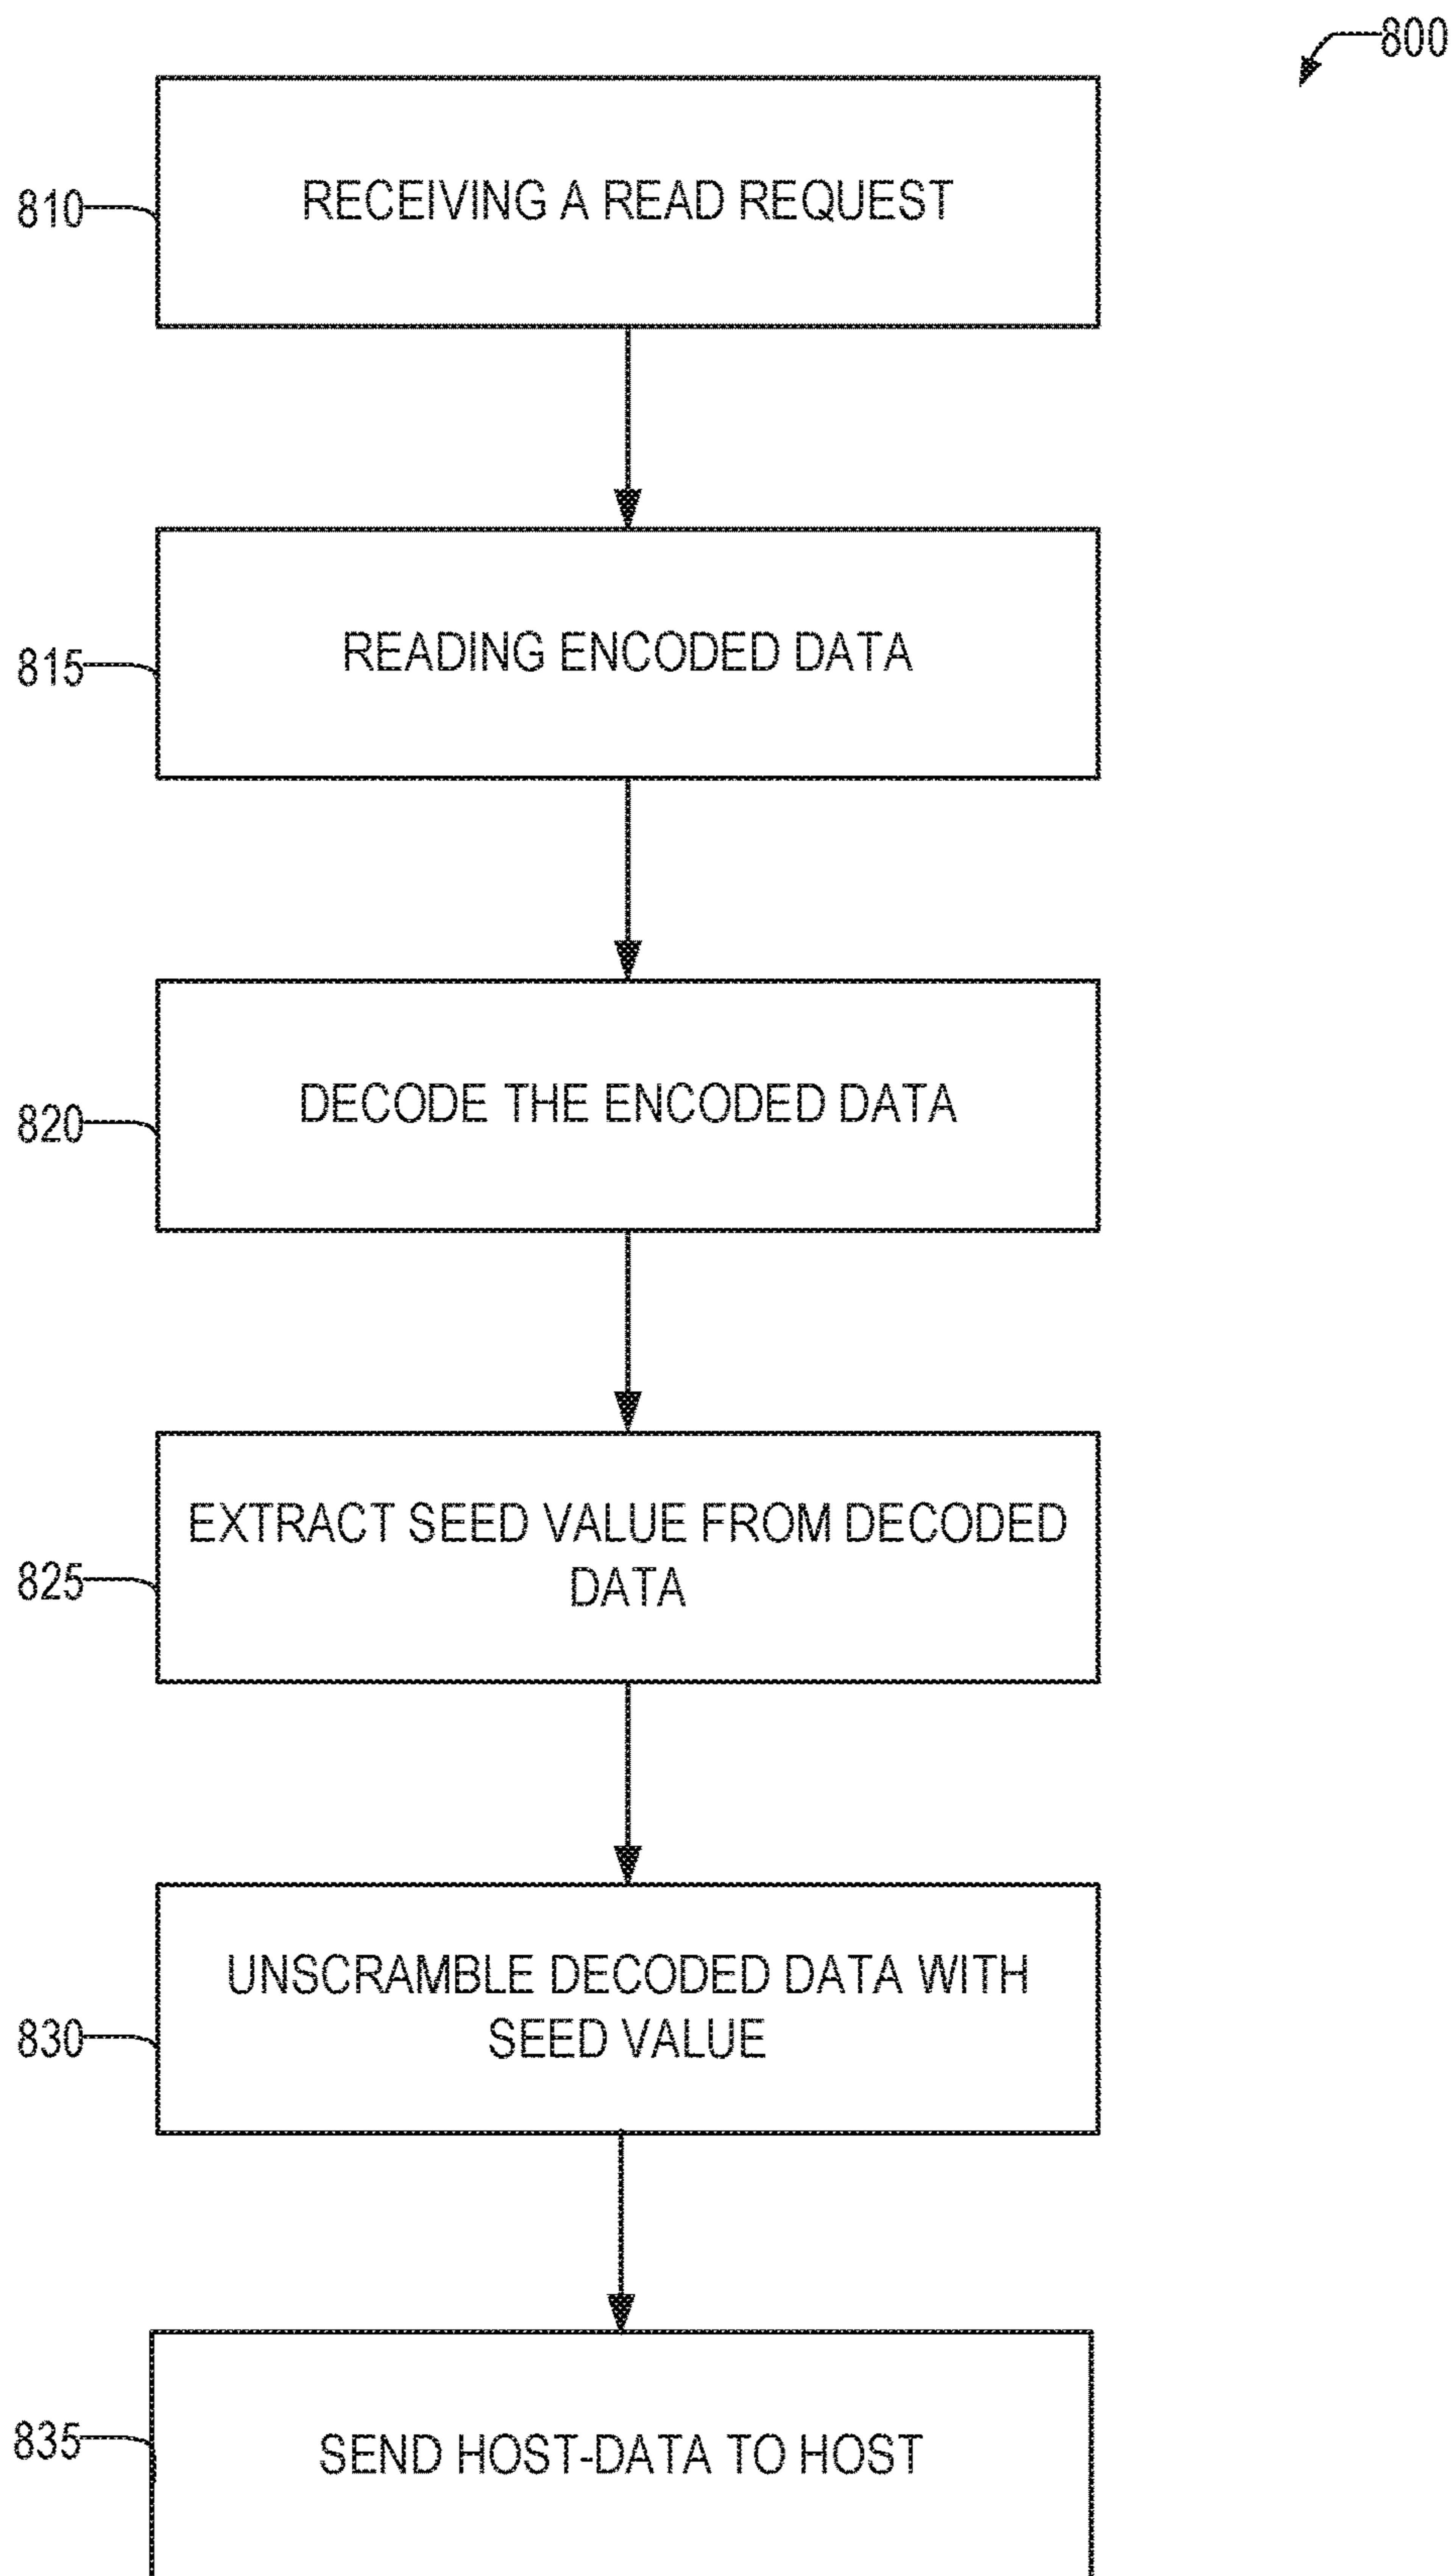 800
810
RECEIVING A READ REQUEST
815
READING ENCODED DATA
820
DECODE THE ENCODED DATA
825
EXTRACT SEED VALUE FROM DECODED
DATA
830
UNSCRAMBLE DECODED DATA WITH
SEED VALUE
835
SEND HOST-DATA TO HOST